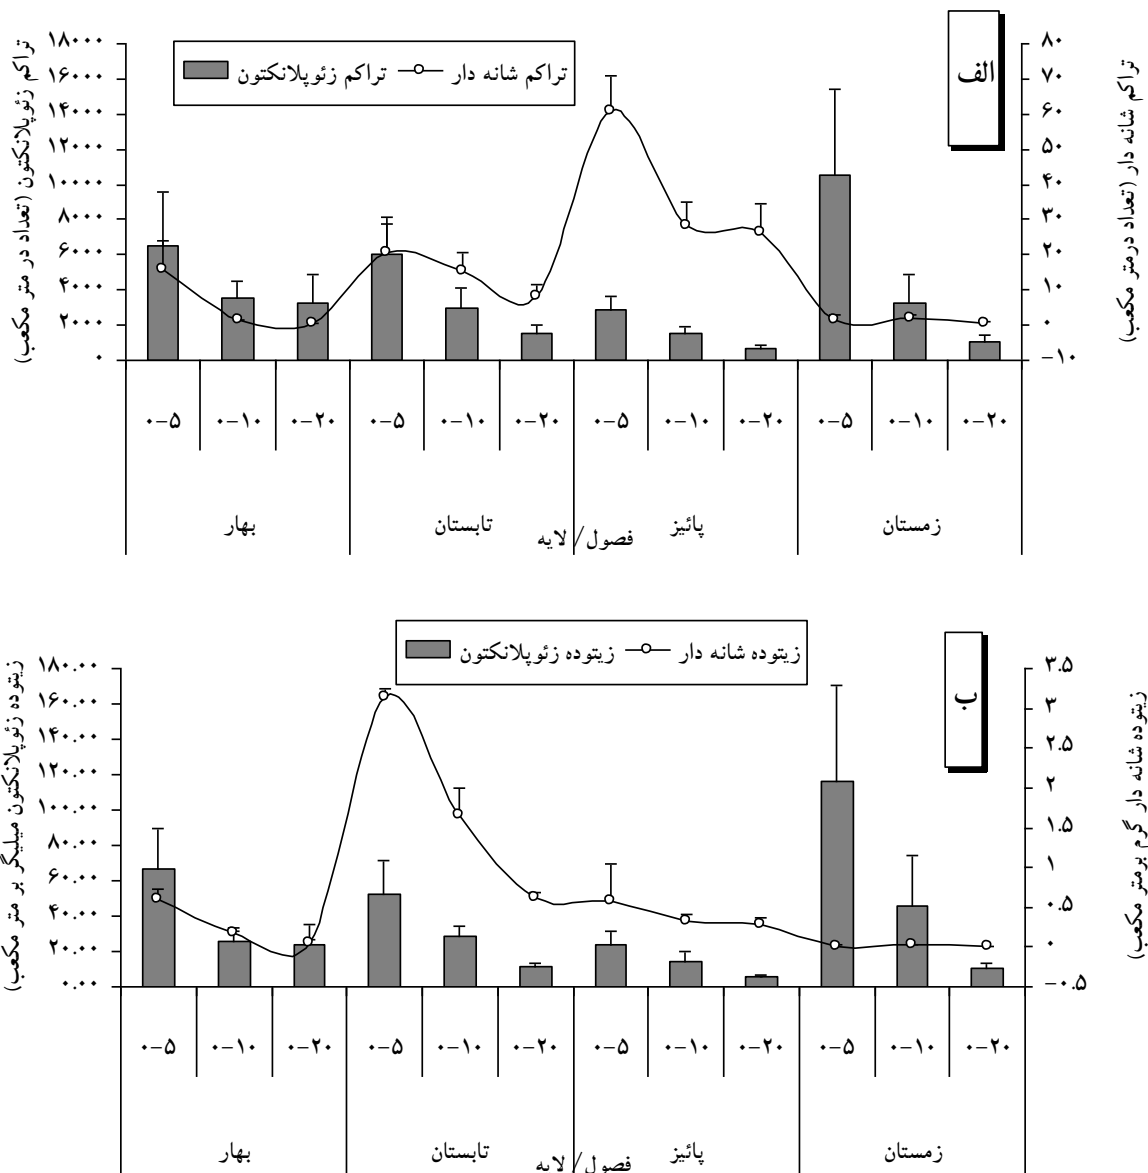 الف
تراکم زئوپلانکتون
تراکم شانه دار
تراکم زئوپلانکتون (تعداد در متر مکعب)
۱۸۰۰۰
۱۶۰۰۰
۱۴۰۰۰
۱۲۰۰۰
۱۰۰۰۰
۸۰۰۰
۶۰۰۰
۴۰۰۰
۲۰۰۰
۰
تراکم شانه دار (تعداد درمتر مکعب)
۸۰
۷۰
۶۰
۵۰
۴۰
۳۰
۲۰
۱۰
۰
-۱۰
۰-۵ ۰-۱۰ ۰-۲۰ ۰-۵ ۰-۱۰ ۰-۲۰ ۰-۵ ۰-۱۰ ۰-۲۰ ۰-۵ ۰-۱۰ ۰-۲۰
بهار تابستان پائیز زمستان
فصول/ لایه
ب
زیتوده زئوپلانکتون
زیتوده شانه دار
زیتوده زئوپلانکتون میلیگر بر متر مکعب)
۱۸۰.۰۰
۱۶۰.۰۰
۱۴۰.۰۰
۱۲۰.۰۰
۱۰۰.۰۰
۸۰.۰۰
۶۰.۰۰
۴۰.۰۰
۲۰.۰۰
۰.۰۰
زیتوده شانه دار گرم برمتر مکعب)
۳.۵
۳
۲.۵
۲
۱.۵
۱
۰.۵
۰
-۰.۵
۰-۵ ۰-۱۰ ۰-۲۰ ۰-۵ ۰-۱۰ ۰-۲۰ ۰-۵ ۰-۱۰ ۰-۲۰ ۰-۵ ۰-۱۰ ۰-۲۰
بهار تابستان پائیز زمستان
فصول/ لایه